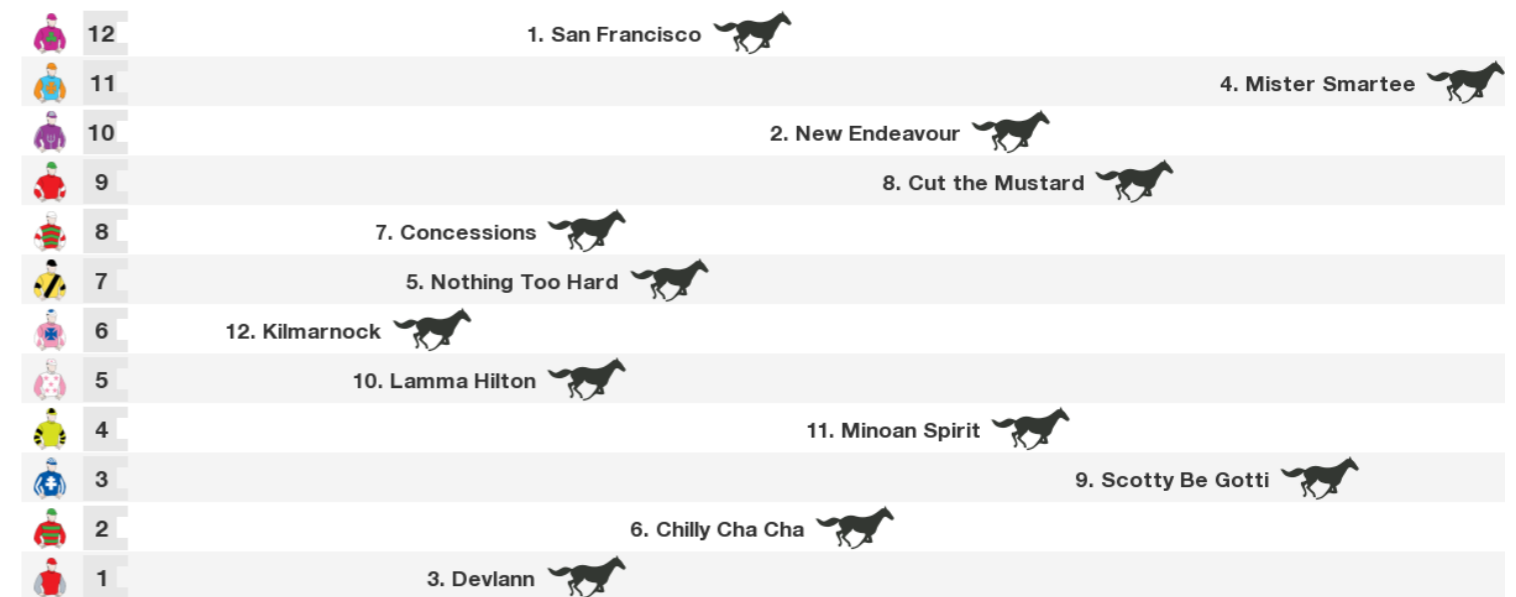 12 1. San Francisco
11 4. Mister Smartee
10 2. New Endeavour
9 8. Cut the Mustard
8 7. Concessions
7 5. Nothing Too Hard
6 12. Kilmarnock
5 10. Lamma Hilton
4 11. Minoan Spirit
3 9. Scotty Be Gotti
2 6. Chilly Cha Cha
1 3. Devlann